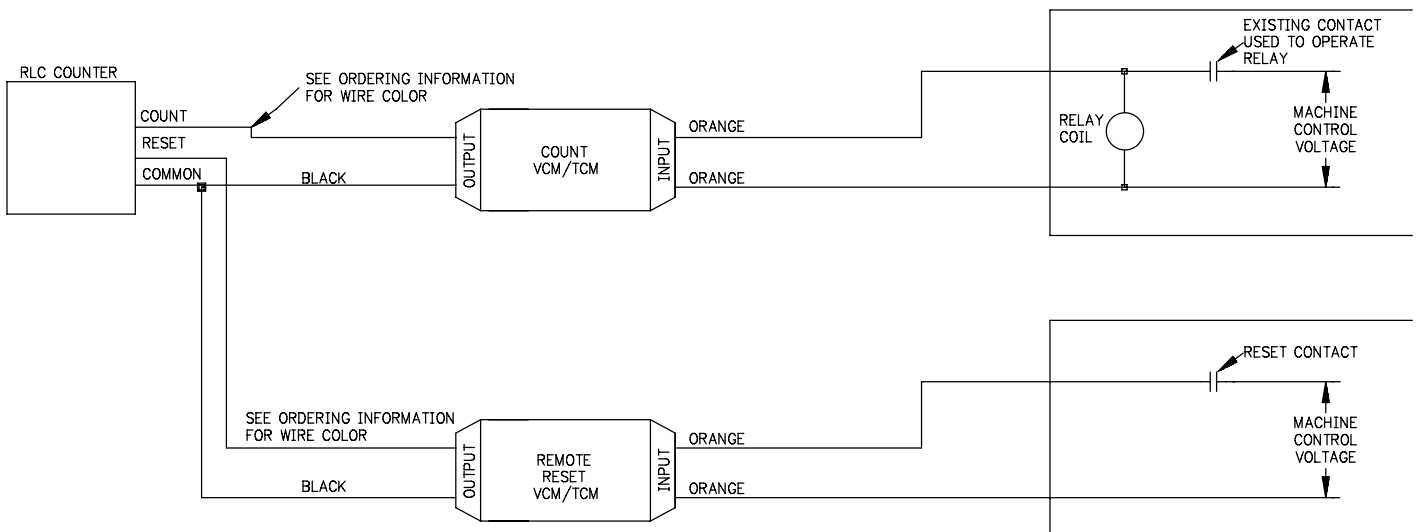 RLC COUNTER
COUNT
RESET
COMMON
SEE ORDERING INFORMATION
FOR WIRE COLOR
BLACK
OUTPUT
COUNT
VCM/TCM
INPUT
ORANGE
ORANGE
EXISTING CONTACT
USED TO OPERATE
RELAY
RELAY
COIL
MACHINE
CONTROL
VOLTAGE
SEE ORDERING INFORMATION
FOR WIRE COLOR
BLACK
OUTPUT
REMOTE
RESET
VCM/TCM
INPUT
ORANGE
ORANGE
RESET CONTACT
MACHINE
CONTROL
VOLTAGE